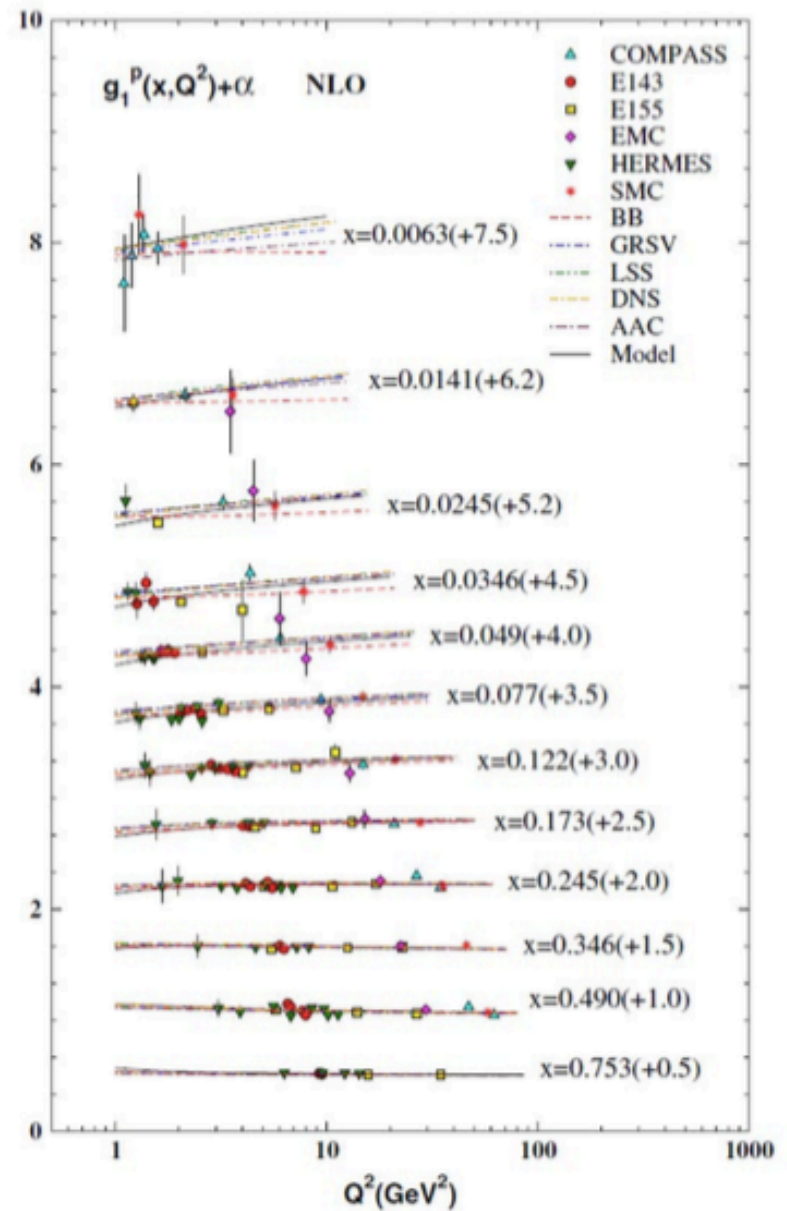 10
8
6
4
2
0
g₁ᵖ(x,Q²)+α NLO
COMPASS
E143
E155
EMC
HERMES
SMC
BB
GRSV
LSS
DNS
AAC
Model
x=0.0063(+7.5)
x=0.0141(+6.2)
x=0.0245(+5.2)
x=0.0346(+4.5)
x=0.049(+4.0)
x=0.077(+3.5)
x=0.122(+3.0)
x=0.173(+2.5)
x=0.245(+2.0)
x=0.346(+1.5)
x=0.490(+1.0)
x=0.753(+0.5)
1 10 100 1000
Q²(GeV²)